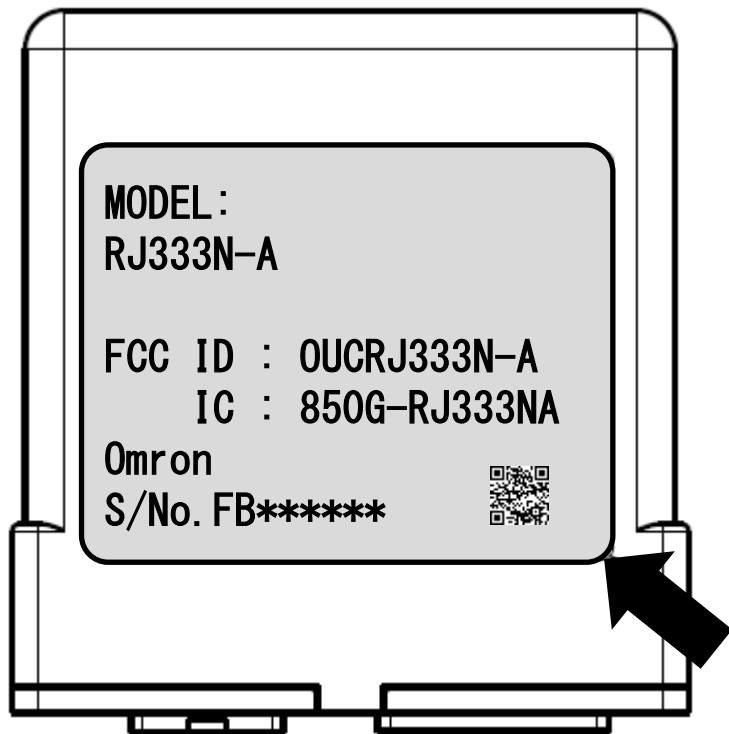 MODEL:
RJ333N-A
FCC ID : OUCRJ333N-A
IC : 850G-RJ333NA
Omron
S/No.FB******